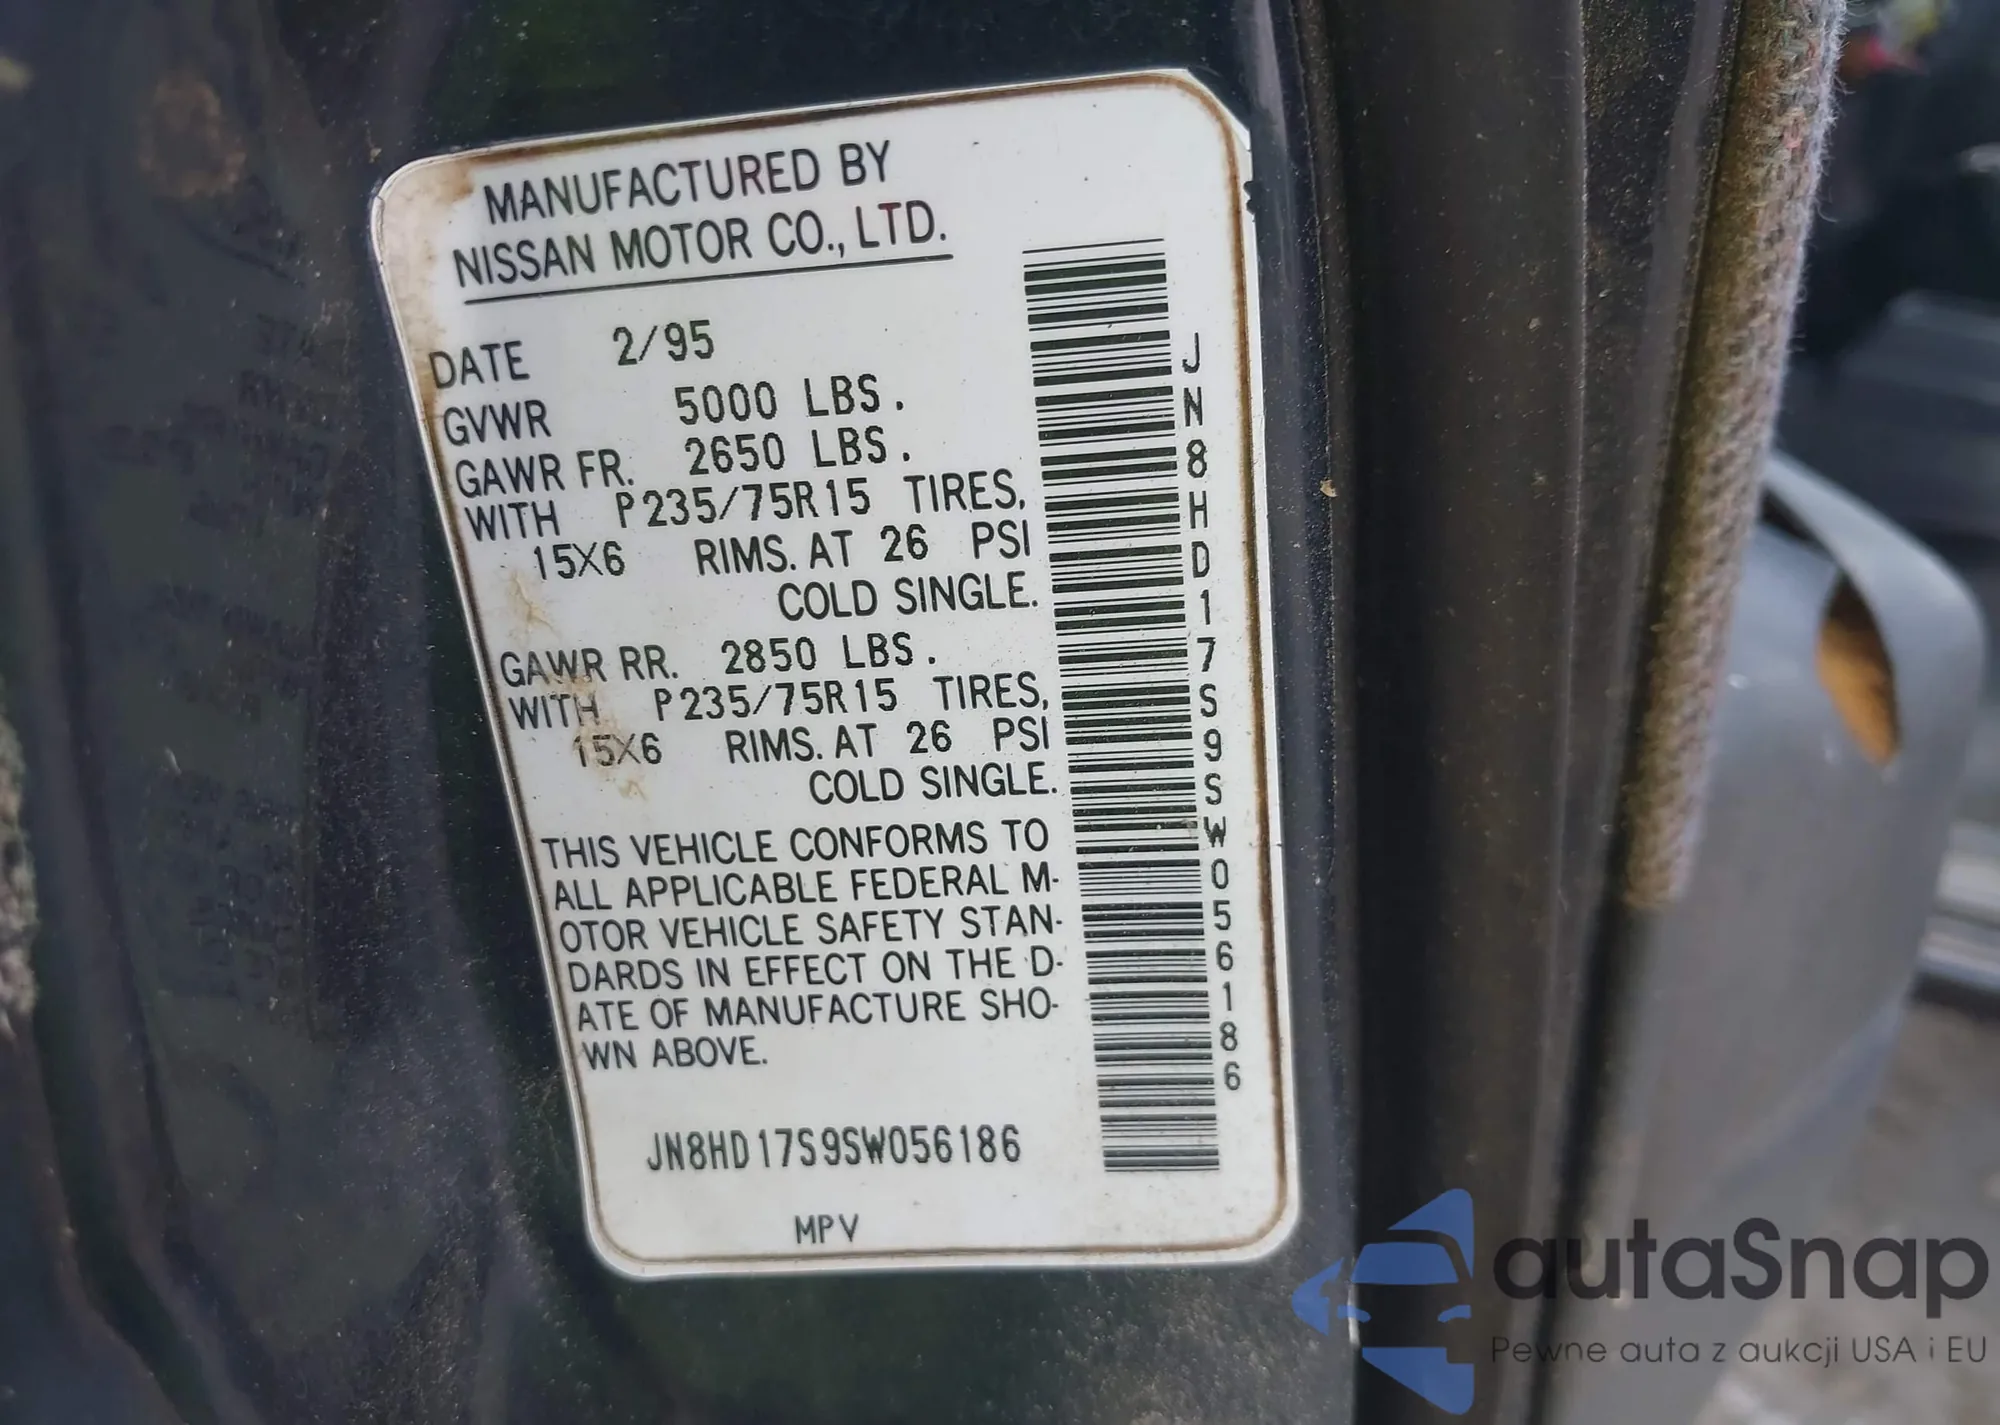 MANUFACTURED BY
NISSAN MOTOR CO., LTD.
DATE 2/95
GVWR 5000 LBS.
GAWR FR. 2650 LBS.
WITH P235/75R15 TIRES,
15X6 RIMS. AT 26 PSI
COLD SINGLE.
GAWR RR. 2850 LBS.
WITH P235/75R15 TIRES,
15X6 RIMS. AT 26 PSI
COLD SINGLE.
THIS VEHICLE CONFORMS TO
ALL APPLICABLE FEDERAL M-
OTOR VEHICLE SAFETY STAN-
DARDS IN EFFECT ON THE D-
ATE OF MANUFACTURE SHO-
WN ABOVE.
JN8HD17S9SW056186
MPV
JN8HD17S9SW056186
autaSnap
Pewne auta z aukcji USA i EU